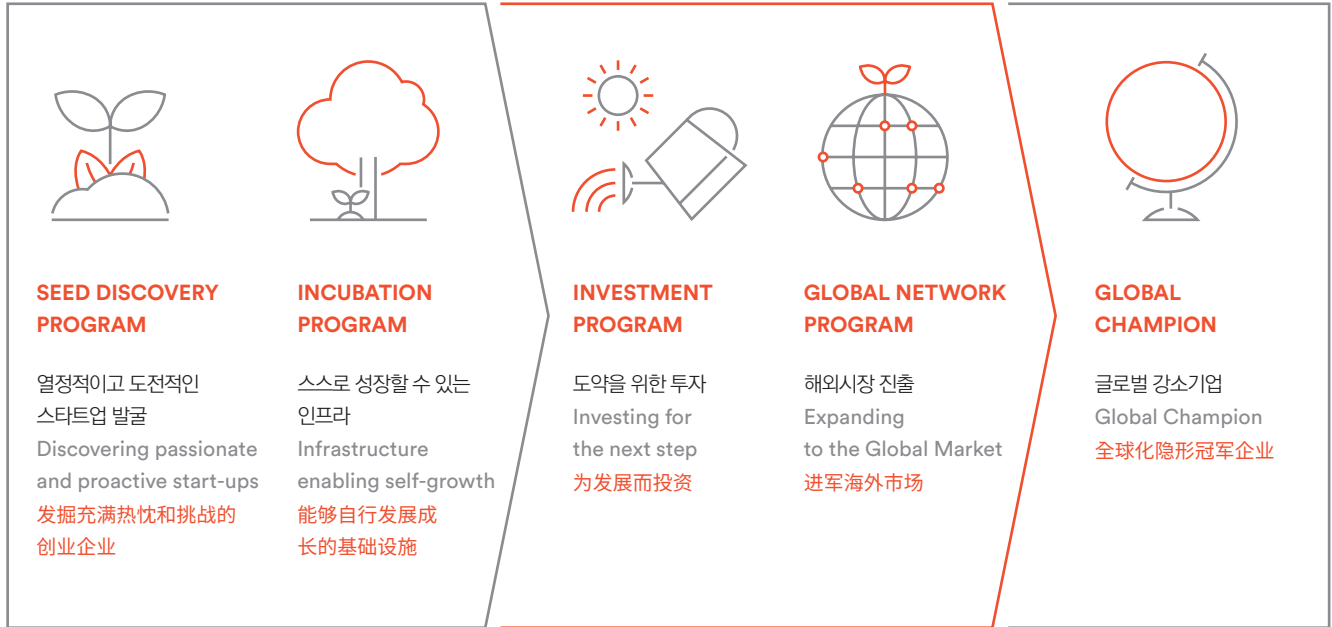 SEED DISCOVERY
PROGRAM
열정적이고 도전적인
스타트업 발굴
Discovering passionate
and proactive start-ups
发掘充满热忱和挑战的
创业企业
INCUBATION
PROGRAM
스스로 성장할 수 있는
인프라
Infrastructure
enabling self-growth
能够自行发展成
长的基础设施
INVESTMENT
PROGRAM
도약을 위한 투자
Investing for
the next step
为发展而投资
GLOBAL NETWORK
PROGRAM
해외시장 진출
Expanding
to the Global Market
进军海外市场
GLOBAL
CHAMPION
글로벌 강소기업
Global Champion
全球化隐形冠军企业